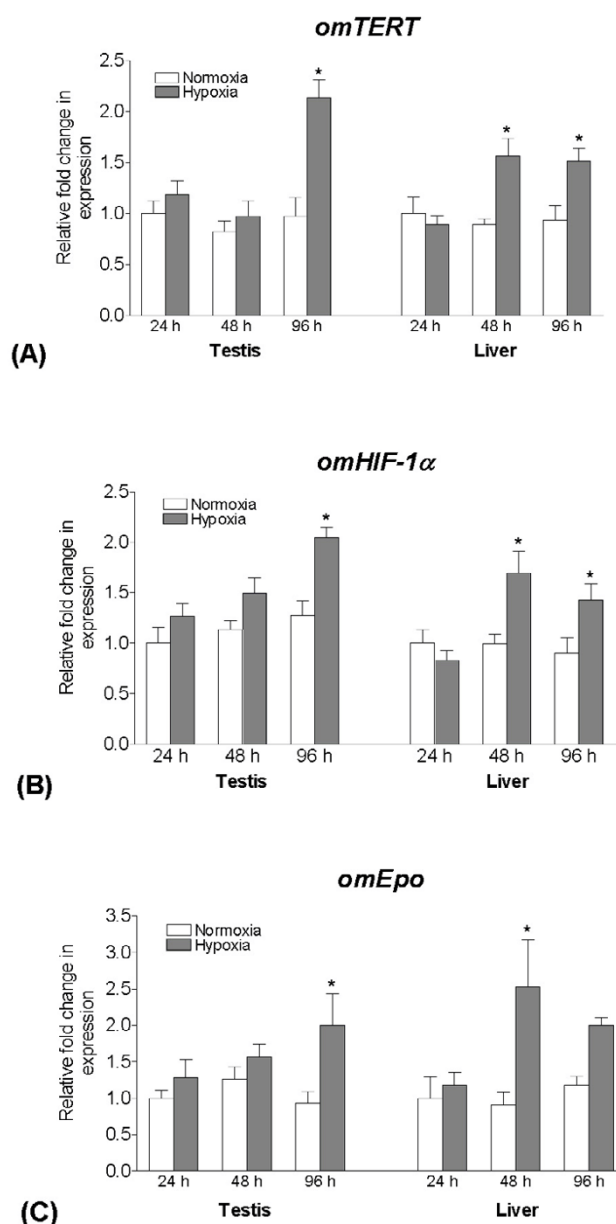 omTERT
Relative fold change in
expression
2.5
2.0
1.5
1.0
0.5
0.0
Normoxia
Hypoxia
*
*
*
24 h 48 h 96 h 24 h 48 h 96 h
Testis Liver
(A)
omHIF-1α
Relative fold change in
expression
2.5
2.0
1.5
1.0
0.5
0.0
Normoxia
Hypoxia
*
*
*
24 h 48 h 96 h 24 h 48 h 96 h
Testis Liver
(B)
omEpo
Relative fold change in
expression
3.5
3.0
2.5
2.0
1.5
1.0
0.5
0.0
Normoxia
Hypoxia
*
*
24 h 48 h 96 h 24 h 48 h 96 h
Testis Liver
(C)